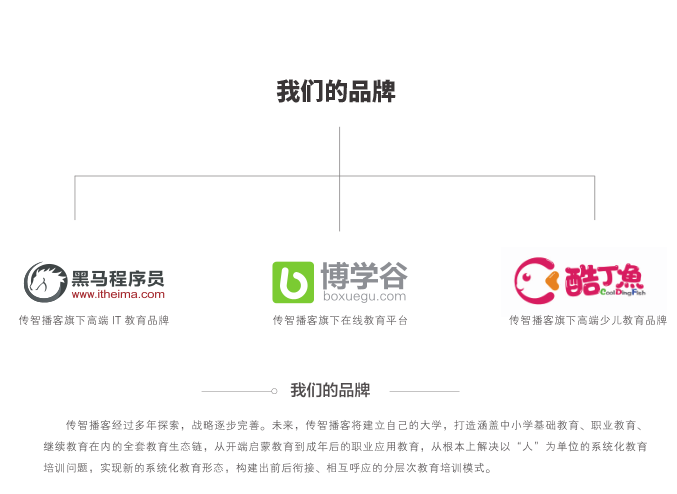 我们的品牌
黑马程序员
www.itheima.com
传智播客旗下高端 IT 教育品牌
博学谷
boxuegu.com
传智播客旗下在线教育平台
酷丁魚
CoolDingFish
传智播客旗下高端少儿教育品牌
我们的品牌
传智播客经过多年探索，战略逐步完善。未来，传智播客将建立自己的大学，打造涵盖中小学基础教育、职业教育、
继续教育在内的全套教育生态链，从开端启蒙教育到成年后的职业应用教育，从根本上解决以“人”为单位的系统化教育
培训问题，实现新的系统化教育形态，构建出前后衔接、相互呼应的分层次教育培训模式。